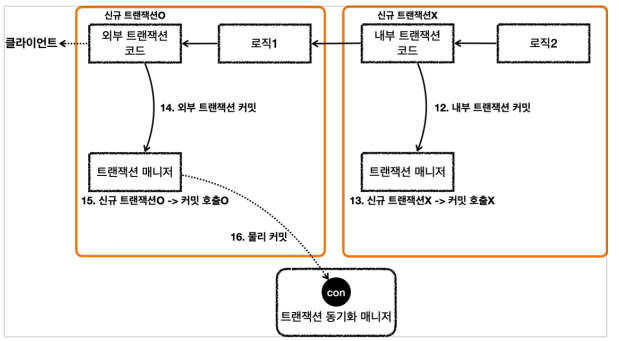 신규 트랜잭션O
신규 트랜잭션X
클라이언트
외부 트랜잭션
코드
로직1
내부 트랜잭션
코드
로직2
14. 외부 트랜잭션 커밋
12. 내부 트랜잭션 커밋
트랜잭션 매니저
트랜잭션 매니저
15. 신규 트랜잭션O -> 커밋 호출O
13. 신규 트랜잭션X -> 커밋 호출X
16. 물리 커밋
con
트랜잭션 동기화 매니저